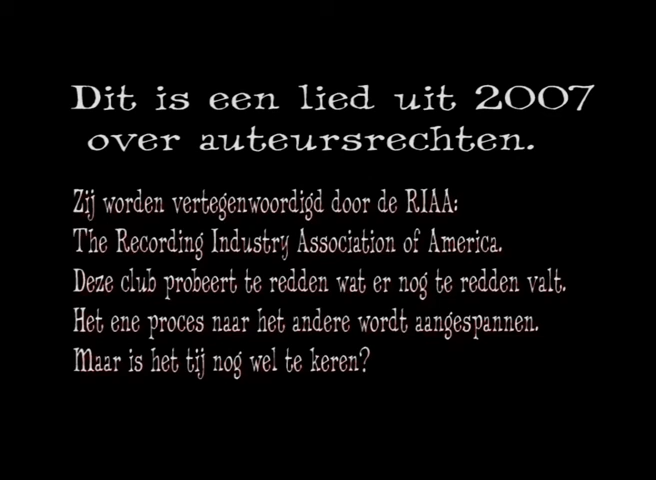 Dit is een lied uit 2007
over auteursrechten.
Zij worden vertegenwoordigd door de RIAA:
The Recording Industry Association of America.
Deze club probeert te redden wat er nog te redden valt.
Het ene proces naar het andere wordt aangespannen.
Maar is het tij nog wel te keren?